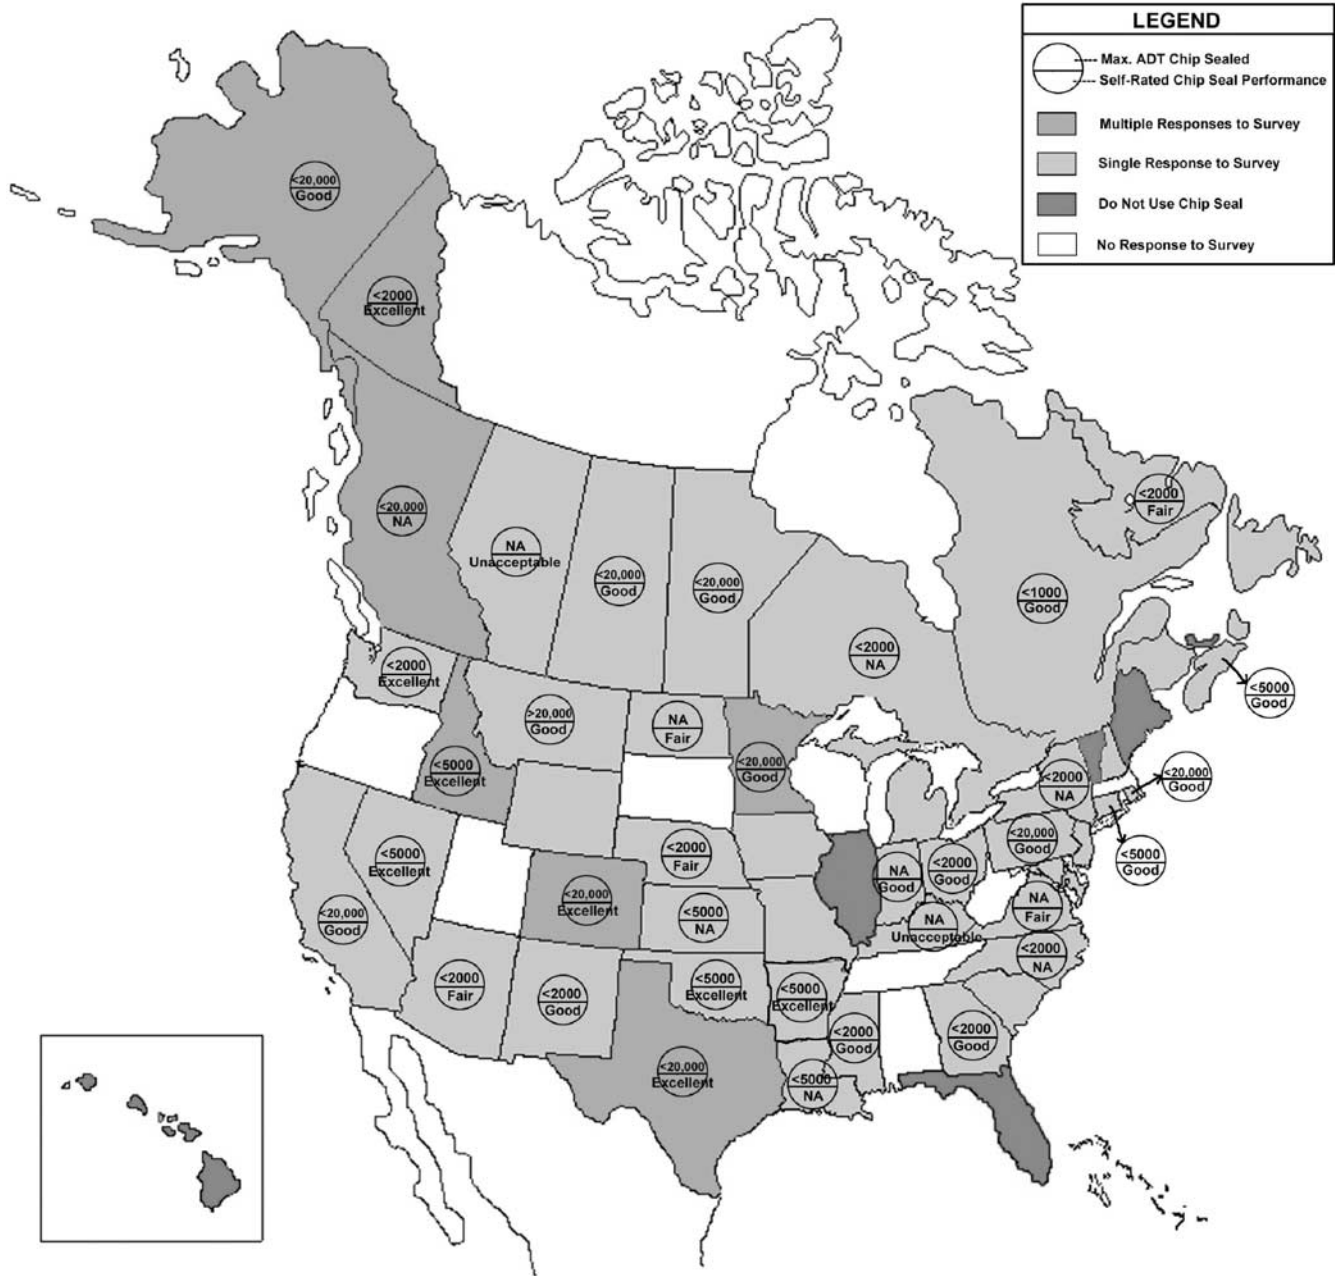 LEGEND
Max. ADT Chip Sealed
Self-Rated Chip Seal Performance
Multiple Responses to Survey
Single Response to Survey
Do Not Use Chip Seal
No Response to Survey
<20,000
Good
<2000
Excellent
<20,000
NA
NA
Unacceptable
<20,000
Good
<20,000
Good
<2000
NA
<1000
Good
<2000
Fair
<5000
Good
<2000
Excellent
>20,000
Good
NA
Fair
<20,000
Good
<5000
Excellent
<2000
NA
<20,000
Good
<20,000
Good
<5000
Good
<5000
Excellent
<2000
Fair
NA
Good
<2000
Good
<20,000
Excellent
<20,000
Good
<5000
NA
NA
Unacceptable
NA
Fair
<2000
NA
<2000
Fair
<2000
Good
<5000
Excellent
<5000
Excellent
<2000
Good
<2000
Good
<20,000
Excellent
<5000
NA